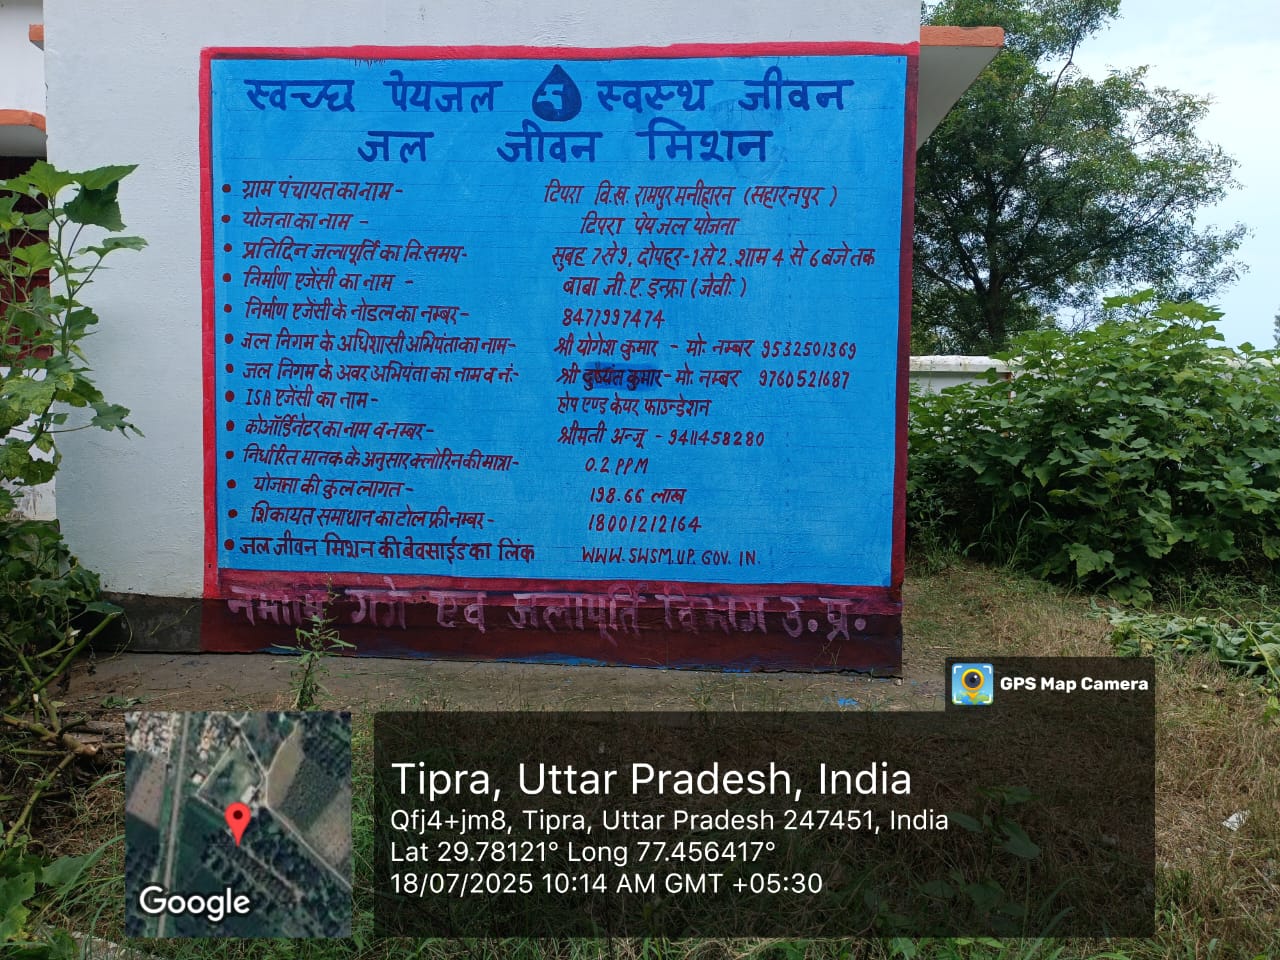 स्वच्छ पेयजल 5 स्वस्थ जीवन
जल जीवन मिशन
• ग्राम पंचायत का नाम - टिपरा वि.ख. रामपुर मनीहारन (सहारनपुर)
• योजना का नाम - टिपरा पेयजल योजना
• प्रतिदिन जलापूर्ति का नि. समय- सुबह 7 से 9, दोपहर-1 से 2. शाम 4 से 6 बजे तक
• निर्माण एजेंसी का नाम - बाबा जी.ए. इन्फ्रा (जेवी.)
• निर्माण एजेंसी के नोडल का नम्बर- 8477997474
• जल निगम के अधिशासी अभियंता का नाम- श्री योगेश कुमार - मो. नम्बर 9532501369
• जल निगम के अवर अभियंता का नाम व नं.- श्री दुष्यंत कुमार - मो. नम्बर 9760521687
• ISA एजेंसी का नाम - होप एण्ड केयर फाउन्डेशन
• कोऑर्डिनेटर का नाम व नम्बर- श्रीमती अन्जू - 9411458280
• निर्धारित मानक के अनुसार क्लोरिन की मात्रा- 0.2 PPM
• योजना की कुल लागत - 198.66 लाख
• शिकायत समाधान का टोल फ्री नम्बर- 18001212164
• जल जीवन मिशन की बेवसाईड का लिंक WWW.SWSM.UP.GOV.IN.
नमामि गंगे एवं जलापूर्ति विभाग उ.प्र.
GPS Map Camera
Tipra, Uttar Pradesh, India
Qfj4+jm8, Tipra, Uttar Pradesh 247451, India
Lat 29.78121° Long 77.456417°
18/07/2025 10:14 AM GMT +05:30
Google